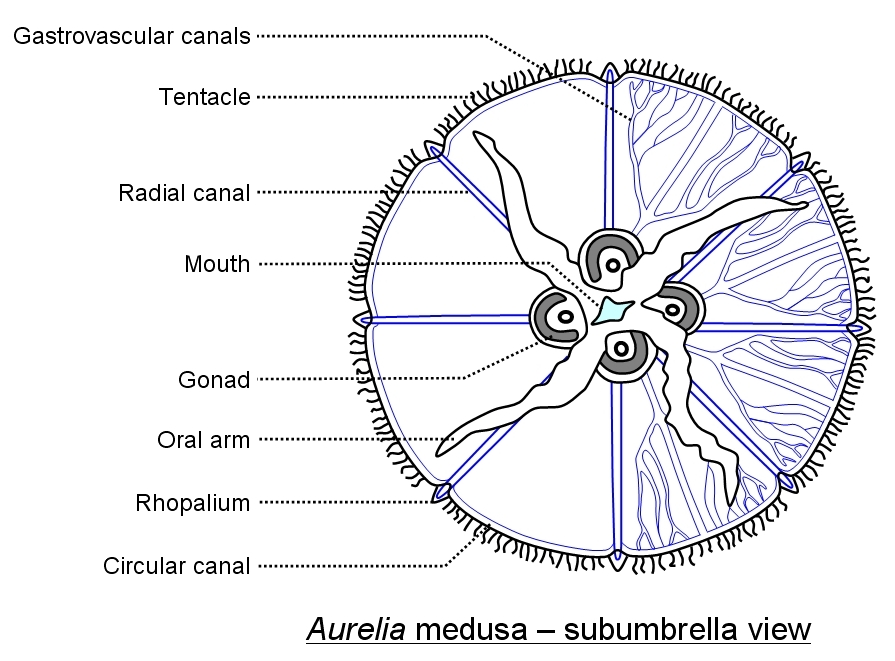 Gastrovascular canals
Tentacle
Radial canal
Mouth
Gonad
Oral arm
Rhopalium
Circular canal
Aurelia medusa – subumbrella view